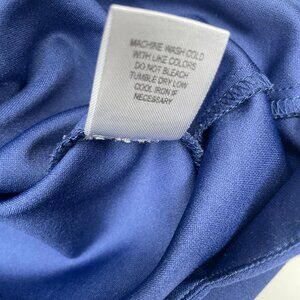 MACHINE WASH COLD
WITH LIKE COLORS
DO NOT BLEACH
TUMBLE DRY LOW
COOL IRON IF
NECESSARY